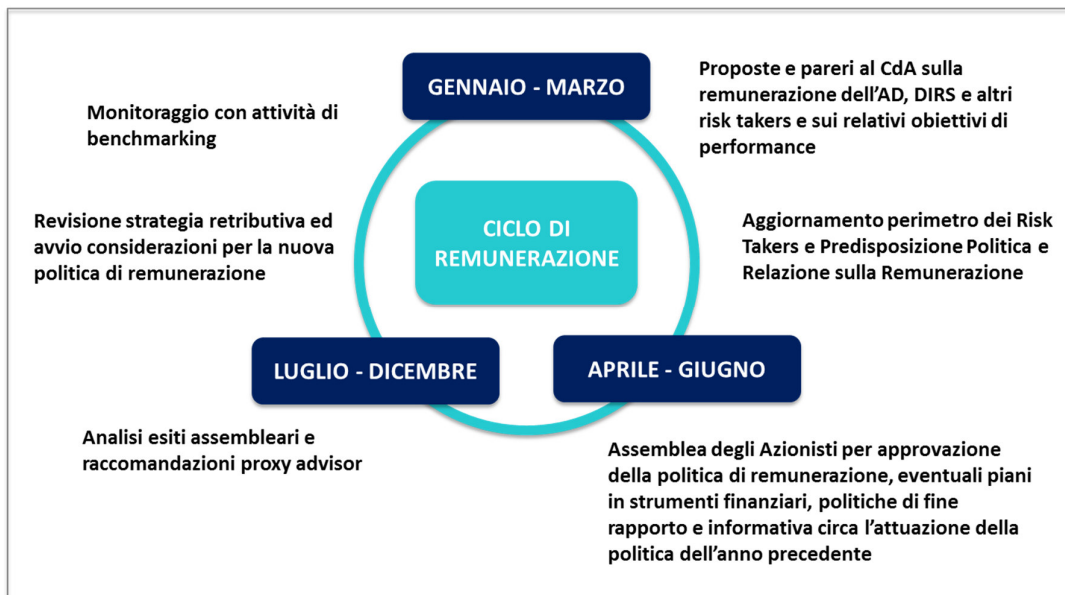 GENNAIO - MARZO
Proposte e pareri al CdA sulla
remunerazione dell'AD, DIRS e altri
risk takers e sui relativi obiettivi di
performance
Aggiornamento perimetro dei Risk
Takers e Predisposizione Politica e
Relazione sulla Remunerazione
CICLO DI
REMUNERAZIONE
APRILE - GIUGNO
Assemblea degli Azionisti per approvazione
della politica di remunerazione, eventuali piani
in strumenti finanziari, politiche di fine
rapporto e informativa circa l'attuazione della
politica dell'anno precedente
LUGLIO - DICEMBRE
Analisi esiti assembleari e
raccomandazioni proxy advisor
Revisione strategia retributiva ed
avvio considerazioni per la nuova
politica di remunerazione
Monitoraggio con attività di
benchmarking